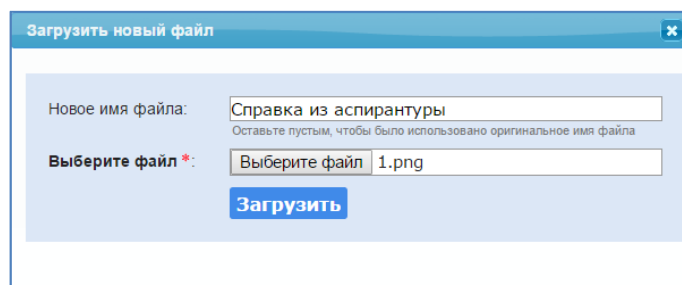 Загрузить новый файл
Новое имя файла: Справка из аспирантуры
Оставьте пустым, чтобы было использовано оригинальное имя файла
Выберите файл *: Выберите файл 1.png
Загрузить